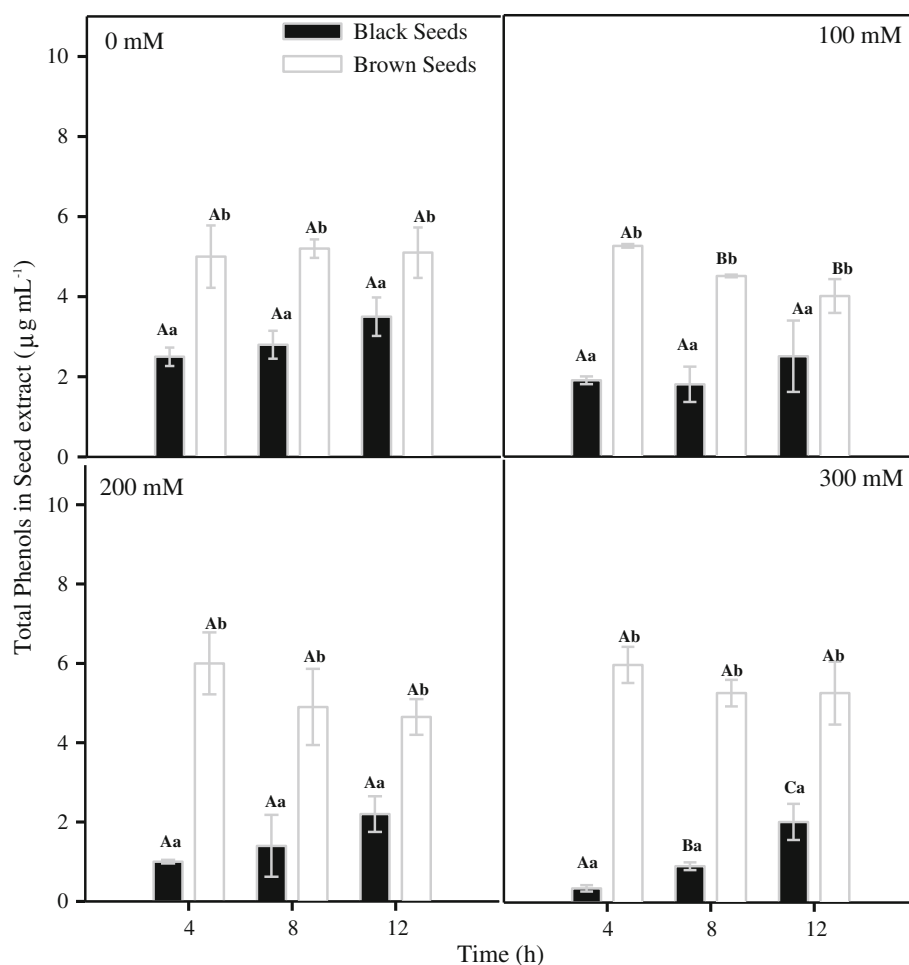 Total Phenols in Seed extract (µg mL⁻¹)
0 mM
Black Seeds
Brown Seeds
10
8
6
4
2
0
Aa
Ab
Aa
Ab
Aa
Ab
100 mM
Aa
Ab
Aa
Bb
Aa
Bb
200 mM
10
8
6
4
2
0
Aa
Ab
Aa
Ab
Aa
Ab
4
8
12
300 mM
Aa
Ab
Ba
Ab
Ca
Ab
4
8
12
Time (h)